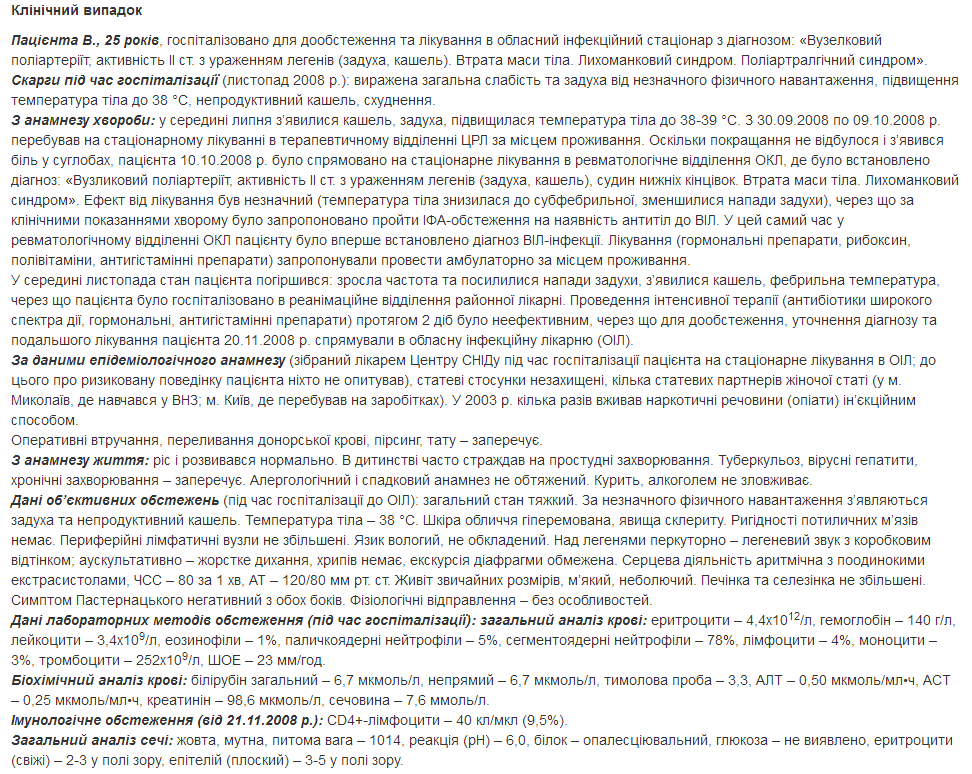 Клінічний випадок
Пацієнта В., 25 років, госпіталізовано для дообстеження та лікування в обласний інфекційний стаціонар з діагнозом: «Вузелковий
поліартеріїт, активність II ст. з ураженням легенів (задуха, кашель). Втрата маси тіла. Лихоманковий синдром. Поліартралгічний синдром».
Скарги під час госпіталізації (листопад 2008 р.): виражена загальна слабість та задуха від незначного фізичного навантаження, підвищення
температура тіла до 38 °С, непродуктивний кашель, схуднення.
З анамнезу хвороби: у середині липня з’явилися кашель, задуха, підвищилася температура тіла до 38-39 °С. З 30.09.2008 по 09.10.2008 р.
перебував на стаціонарному лікуванні в терапевтичному відділенні ЦРЛ за місцем проживання. Оскільки покращання не відбулося і з’явився
біль у суглобах, пацієнта 10.10.2008 р. було спрямовано на стаціонарне лікування в ревматологічне відділення ОКЛ, де було встановлено
діагноз: «Вузликовий поліартеріїт, активність II ст. з ураженням легенів (задуха, кашель), судин нижніх кінцівок. Втрата маси тіла. Лихоманковий
синдром». Ефект від лікування був незначний (температура тіла знизилась до субфебрильної, зменшилися напади задухи), через що за
клінічними показаннями хворому було запропоновано пройти ІФА-обстеження на наявність антитіл до ВІЛ. У цей самий час у
ревматологічному відділенні ОКЛ пацієнту було вперше встановлено діагноз ВІЛ-інфекції. Лікування (гормональні препарати, рибоксин,
полівітаміни, антигістамінні препарати) запропонували провести амбулаторно за місцем проживання.
У середині листопада стан пацієнта погіршився: зросла частота та посилилися напади задухи, з’явилися кашель, фебрильна температура,
через що пацієнта було госпіталізовано в реанімаційне відділення районної лікарні. Проведення інтенсивної терапії (антибіотики широкого
спектра дії, гормональні, антигістамінні препарати) протягом 2 діб було неефективним, через що для дообстеження, уточнення діагнозу та
подальшого лікування пацієнта 20.11.2008 р. спрямували в обласну інфекційну лікарню (ОІЛ).
За даними епідеміологічного анамнезу (зібраний лікарем Центру СНІДу під час госпіталізації пацієнта на стаціонарне лікування в ОІЛ; до
цього про ризиковану поведінку пацієнта ніхто не опитував), статеві стосунки незахищені, кілька статевих партнерів жіночої статі (у м.
Миколаїв, де навчався у ВНЗ; м. Київ, де перебував на заробітках). У 2003 р. кілька разів вживав наркотичні речовини (опіати) ін’єкційним
способом.
Оперативні втручання, переливання донорської крові, пірсинг, тату – заперечує.
З анамнезу життя: ріс і розвивався нормально. В дитинстві часто страждав на простудні захворювання. Туберкульоз, вірусні гепатити,
хронічні захворювання – заперечує. Алергологічний і спадковий анамнез не обтяжений. Курить, алкоголем не зловживає.
Дані об’єктивних обстежень (під час госпіталізації до ОІЛ): загальний стан тяжкий. За незначного фізичного навантаження з’являються
задуха та непродуктивний кашель. Температура тіла – 38 °С. Шкіра обличчя гіперемована, явища склериту. Ригідності потиличних м’язів
немає. Периферійні лімфатичні вузли не збільшені. Язик вологий, не обкладений. Над легенями перкуторно – легеневий звук з коробковим
відтінком; аускультативно – жорстке дихання, хрипів немає, екскурсія діафрагми обмежена. Серцева діяльність аритмічна з поодинокими
екстрасистолами, ЧСС – 80 за 1 хв, АТ – 120/80 мм рт. ст. Живіт звичайних розмірів, м’який, неболючий. Печінка та селезінка не збільшені.
Симптом Пастернацького негативний з обох боків. Фізіологічні відправлення – без особливостей.
Дані лабораторних методів обстеження (під час госпіталізації): загальний аналіз крові: еритроцити – 4,4х10¹²/л, гемоглобін – 140 г/л,
лейкоцити – 3,4х10⁹/л, еозинофіли – 1%, паличкоядерні нейтрофіли – 5%, сегментоядерні нейтрофіли – 78%, лімфоцити – 4%, моноцити –
3%, тромбоцити – 252х10⁹/л, ШОЕ – 23 мм/год.
Біохімічний аналіз крові: білірубін загальний – 6,7 мкмоль/л, непрямий – 6,7 мкмоль/л, тимолова проба – 3,3, АЛТ – 0,50 мкмоль/мл•ч, АСТ
– 0,25 мкмоль/мл•ч, креатинін – 98,6 мкмоль/л, сечовина – 7,6 ммоль/л.
Імунологічне обстеження (від 21.11.2008 р.): CD4+-лімфоцити – 40 кл/мкл (9,5%).
Загальний аналіз сечі: жовта, мутна, питома вага – 1014, реакція (рН) – 6,0, білок – опалесціювальний, глюкоза – не виявлено, еритроцити
(свіжі) – 2-3 у полі зору, епітелій (плоский) – 3-5 у полі зору.